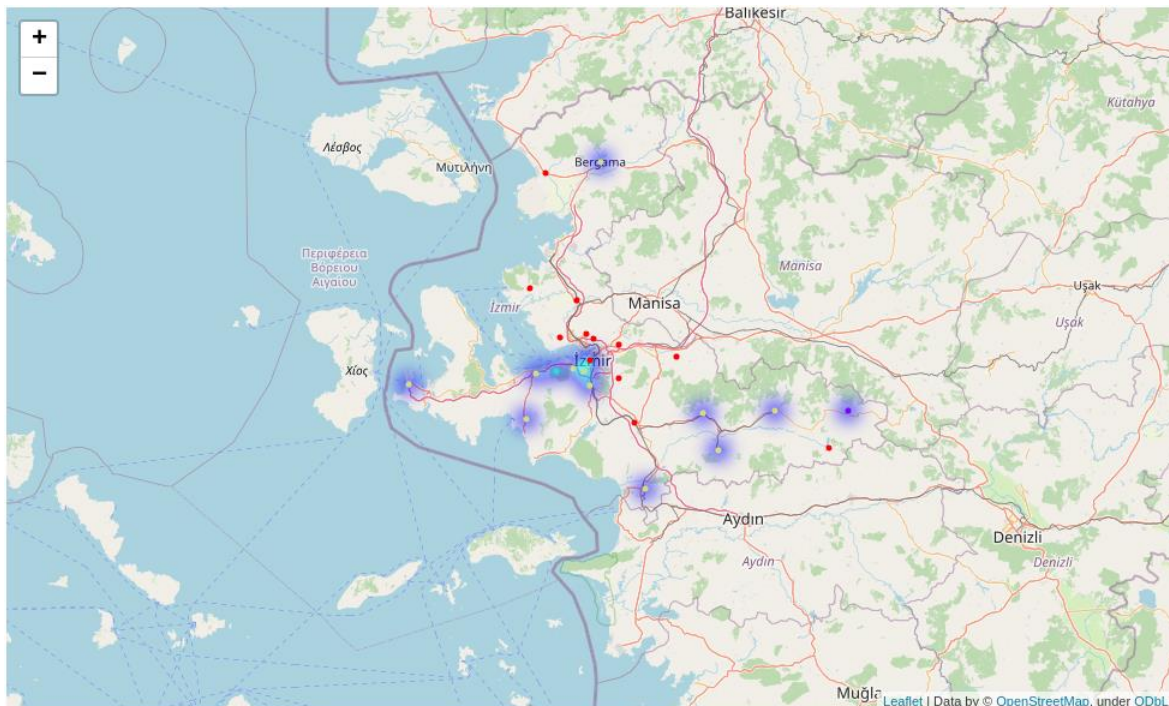 +
−
Balıkesir
Kütahya
Λέσβος
Μυτιλήνη
Bergama
Περιφέρεια
Βόρειου
Αιγαίου
Manisa
Uşak
İzmir
Manisa
Uşak
İzmir
Χίος
Aydın
Denizli
Aydın
Denizli
Muğla
Leaflet | Data by © OpenStreetMap, under ODbL